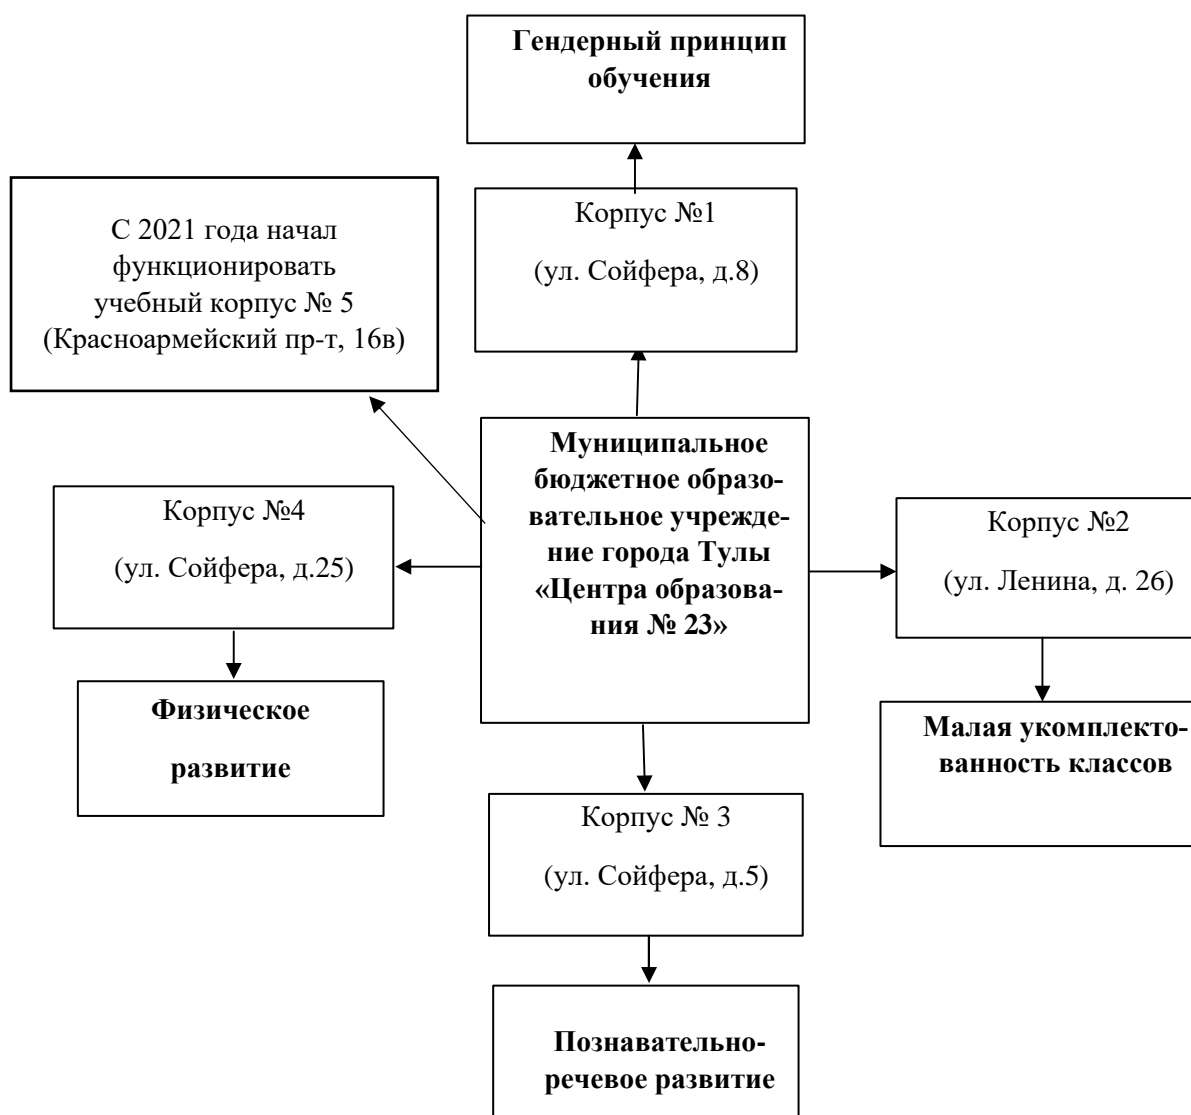 Гендерный принцип
обучения
Корпус №1
(ул. Сойфера, д.8)
С 2021 года начал
функционировать
учебный корпус № 5
(Красноармейский пр-т, 16в)
Муниципальное
бюджетное образо-
вательное учрежде-
ние города Тулы
«Центра образова-
ния № 23»
Корпус №4
(ул. Сойфера, д.25)
Корпус №2
(ул. Ленина, д. 26)
Физическое
развитие
Малая укомплекто-
ванность классов
Корпус № 3
(ул. Сойфера, д.5)
Познавательно-
речевое развитие